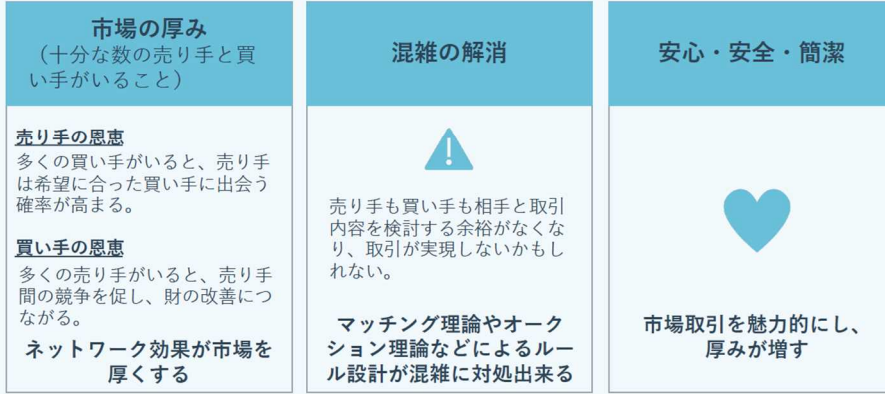 市場の厚み
（十分な数の売り手と買
い手がいること）
売り手の恩恵
多くの買い手がいると、売り手
は希望に合った買い手に出会う
確率が高まる。
買い手の恩恵
多くの売り手がいると、売り手
間の競争を促し、財の改善につ
ながる。
ネットワーク効果が市場を
厚くする
混雑の解消
売り手も買い手も相手と取引
内容を検討する余裕がなくな
り、取引が実現しないかもし
れない。
マッチング理論やオーク
ション理論などによるルー
ル設計が混雑に対処出来る
安心・安全・簡潔
市場取引を魅力的にし、
厚みが増す